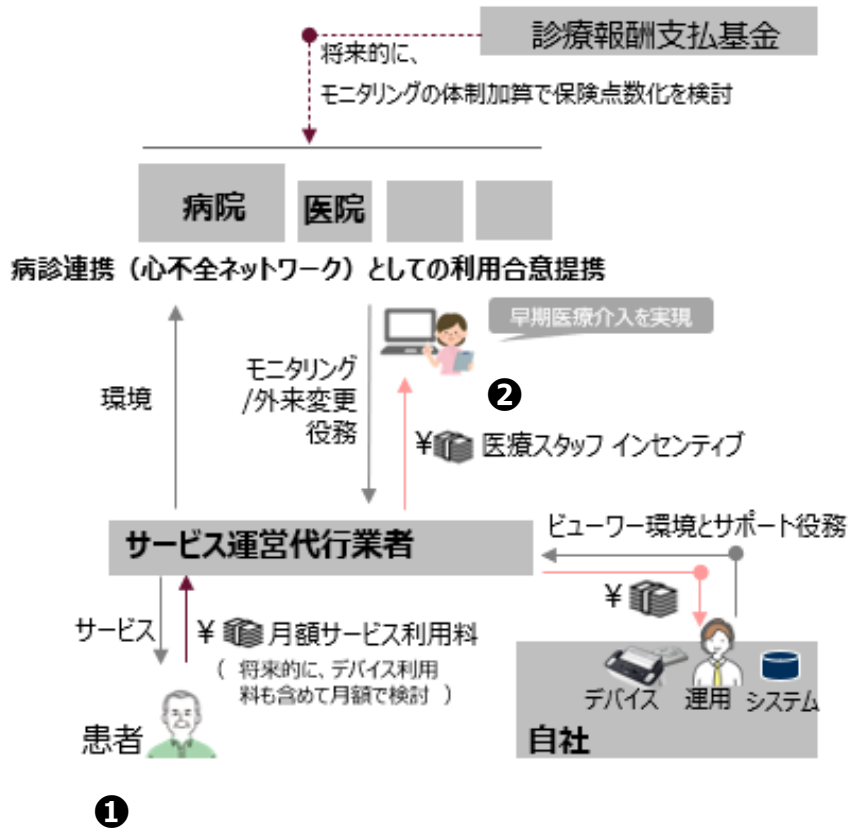 診療報酬支払基金
将来的に、
モニタリングの体制加算で保険点数化を検討
病院
医院
病診連携（心不全ネットワーク）としての利用合意提携
早期医療介入を実現
環境
モニタリング
/外来変更
役務
❷
¥ 医療スタッフ インセンティブ
サービス運営代行業者
ビューワー環境とサポート役務
¥
サービス
¥ 月額サービス利用料
（ 将来的に、デバイス利用
料も含めて月額で検討 ）
患者
デバイス
運用
システム
自社
❶